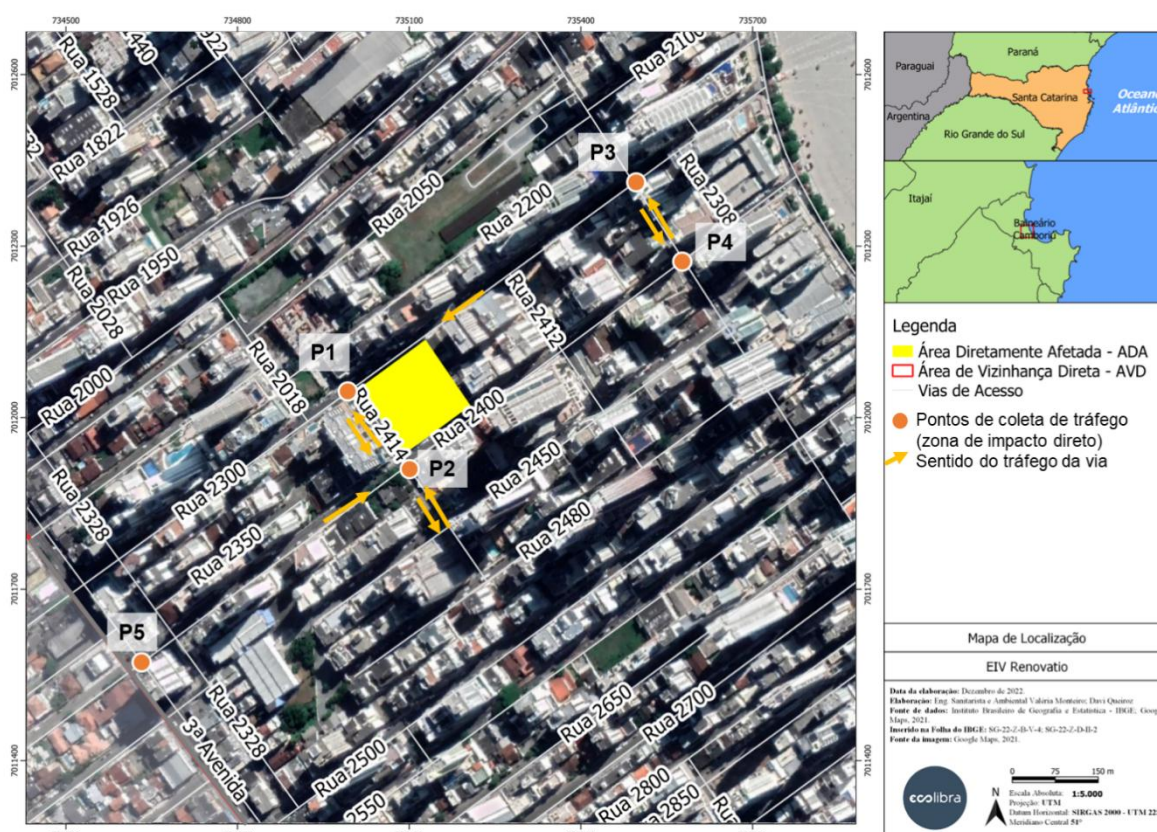 734500
734800
735100
735400
735700
7012600
7012300
7012000
7011700
7011400
7012600
7012300
7012000
7011700
7011400
Rua 1528
Rua 1822
Rua 1926
Rua 1950
Rua 2028
Rua 2000
Rua 2018
Rua 2050
Rua 2200
Rua 2100
Rua 2308
Rua 2412
Rua 2414
Rua 2400
Rua 2450
Rua 2480
Rua 2300
Rua 2350
Rua 2328
Rua 2328
3a Avenida
Rua 2500
2550
Rua 2650
Rua 2700
Rua 2800
Rua 2850
P3
P4
P1
P2
P5
Paraguai
Argentina
Paraná
Santa Catarina
Rio Grande do Sul
Ocean
Atlântic
Itajaí
Balneário
Camboriú
Legenda
Área Diretamente Afetada - ADA
Área de Vizinhança Direta - AVD
Vias de Acesso
Pontos de coleta de tráfego
(zona de impacto direto)
Sentido do tráfego da via
Mapa de Localização
EIV Renovatio
Data da elaboração: Dezembro de 2022.
Elaboração: Eng. Sanitarista e Ambiental Valéria Monteiro; Davi Queiroz
Fonte de dados: Instituto Brasileiro de Geografia e Estatística - IBGE; Goog
Maps, 2021.
Inserido na Folha do IBGE: SG-22-Z-B-V-4; SG-22-Z-D-II-2
Fonte da imagem: Google Maps, 2021.
ecolibra
0 75 150 m
N
Escala Absoluta: 1:5.000
Projeção: UTM
Datum Horizontal: SIRGAS 2000 - UTM 22
Meridiano Central 51°